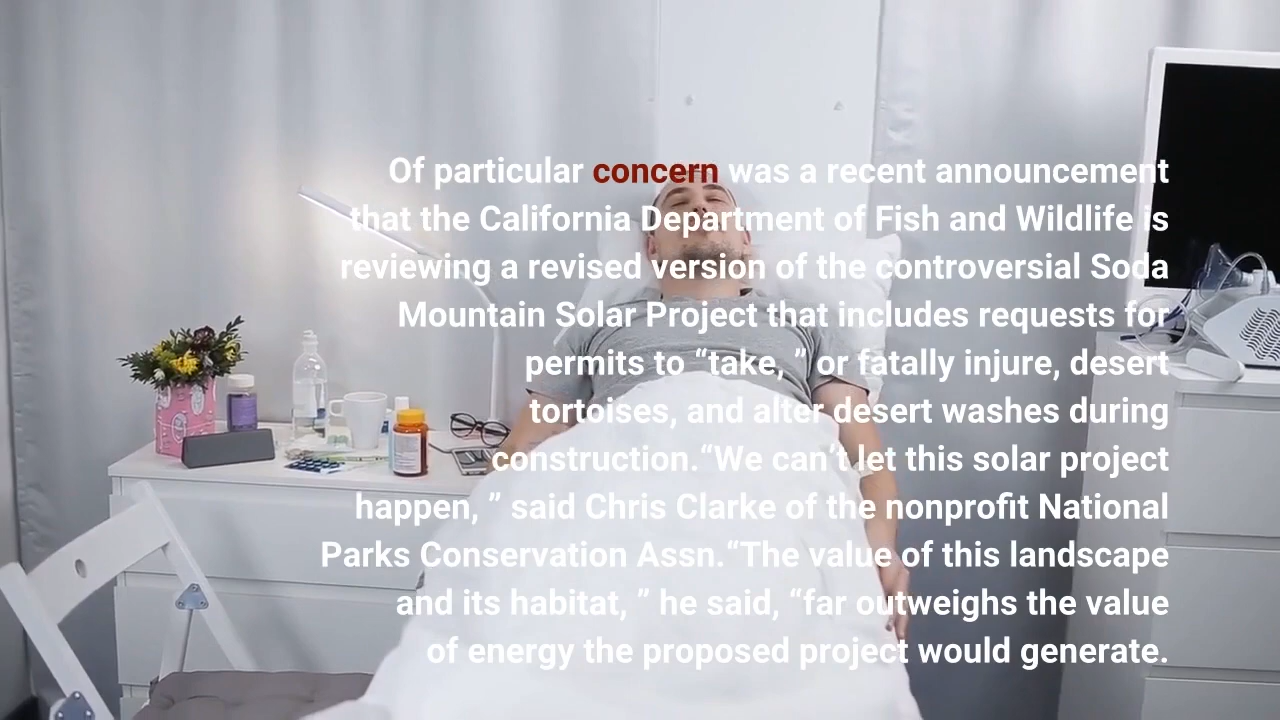 Of particular concern was a recent announcement
that the California Department of Fish and Wildlife is
reviewing a revised version of the controversial Soda
Mountain Solar Project that includes requests for
permits to “take, ” or fatally injure, desert
tortoises, and alter desert washes during
construction.“We can’t let this solar project
happen, ” said Chris Clarke of the nonprofit National
Parks Conservation Assn.“The value of this landscape
and its habitat, ” he said, “far outweighs the value
of energy the proposed project would generate.